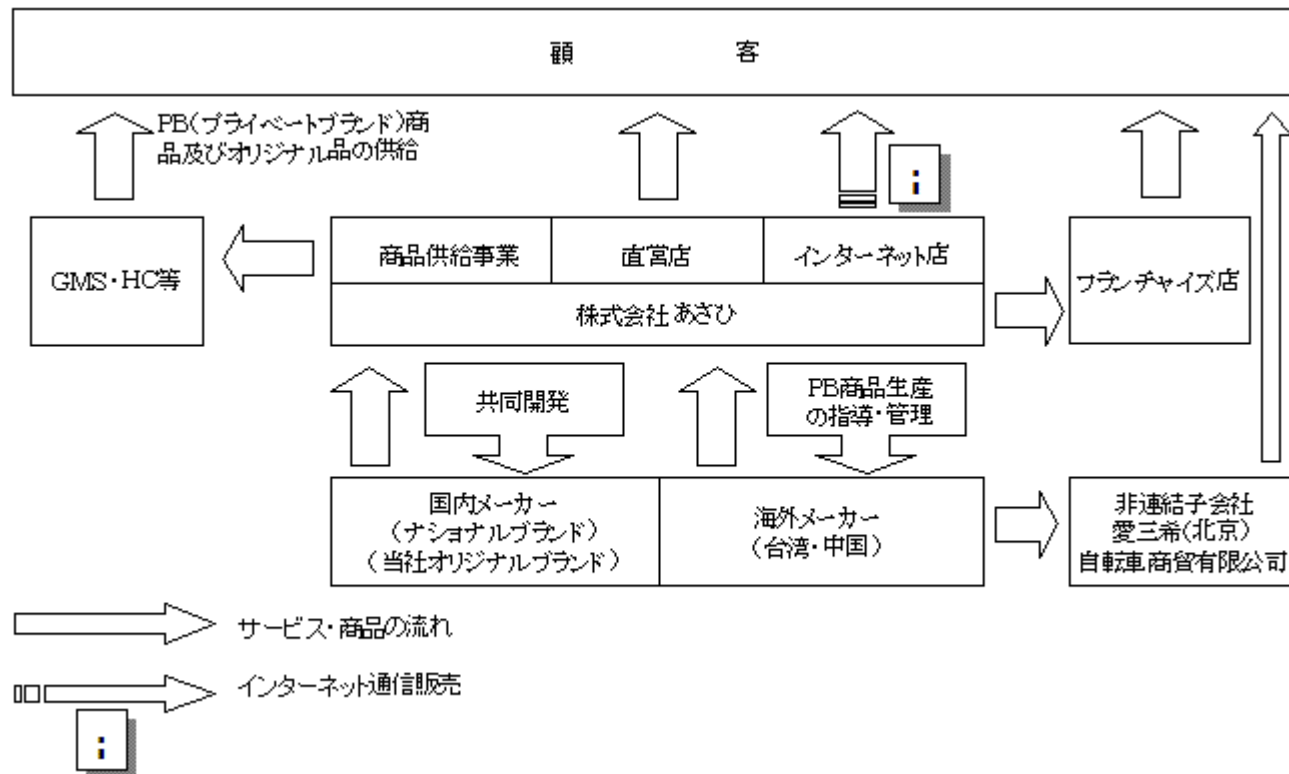 顧客
PB(プライベートブランド)商
品及びオリジナル品の供給
;
GMS・HC等
商品供給事業
直営店
インターネット店
株式会社あさひ
フランチャイズ店
共同開発
PB商品生産
の指導・管理
国内メーカー
(ナショナルブランド)
(当社オリジナルブランド)
海外メーカー
(台湾・中国)
非連結子会社
愛三希(北京)
自転車商貿有限公司
サービス・商品の流れ
インターネット通信販売
;